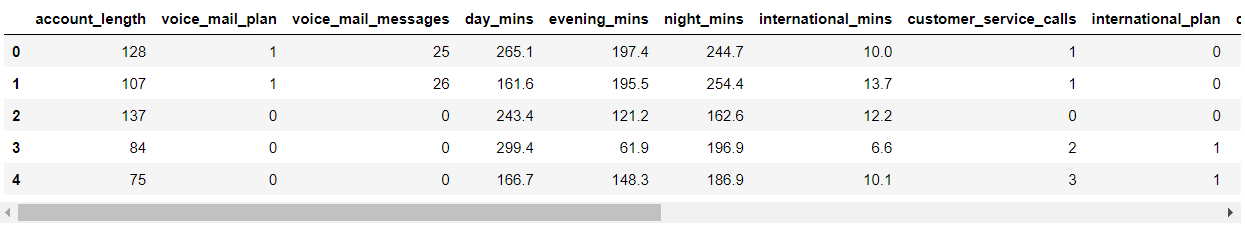 account_length voice_mail_plan voice_mail_messages day_mins evening_mins night_mins international_mins customer_service_calls international_plan
0 128 1 25 265.1 197.4 244.7 10.0 1 0
1 107 1 26 161.6 195.5 254.4 13.7 1 0
2 137 0 0 243.4 121.2 162.6 12.2 0 0
3 84 0 0 299.4 61.9 196.9 6.6 2 1
4 75 0 0 166.7 148.3 186.9 10.1 3 1